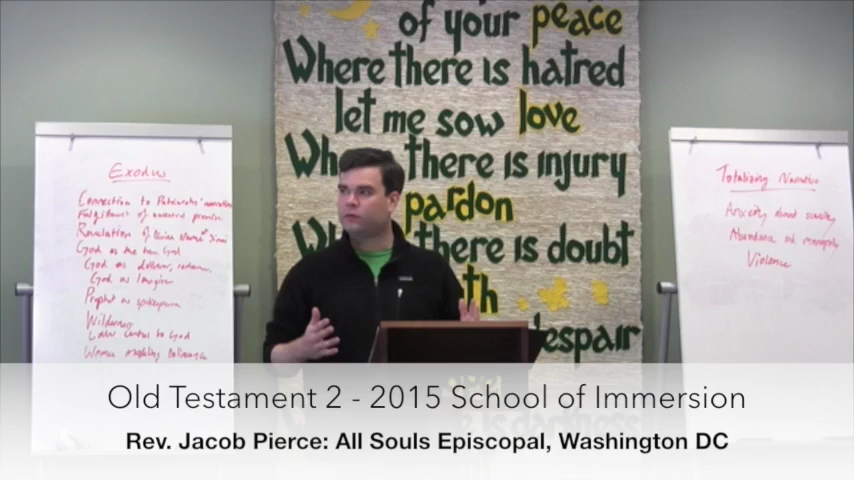 of your peace
Where there is hatred
let me sow love
Wh there is injury
pardon
Wh there is doubt
th
espair
Exodus
Connection to Patriarchs'
Fulfillment of ancestral promise
Revelation of Divine Name Sinai
God as the true God
God as deliverer, redeemer
God as lawgiver
Prophet as spokesperson
Wilderness
Law central to God
Totalizing Narrative
Anxiety about scarcity
Abundance and monopoly
Violence
Old Testament 2 - 2015 School of Immersion
Rev. Jacob Pierce: All Souls Episcopal, Washington DC